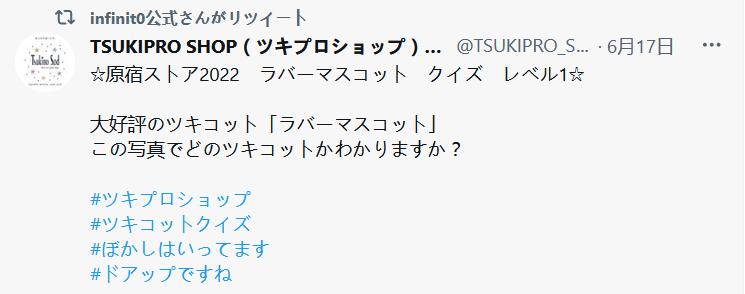 infinit0公式さんがリツイート
TSUKIPRO SHOP（ツキプロショップ）... @TSUKIPRO_S... · 6月17日 ···
Tsukino Sod
☆原宿ストア2022　ラバーマスコット　クイズ　レベル1☆
大好評のツキコット「ラバーマスコット」
この写真でどのツキコットかわかりますか？
#ツキプロショップ
#ツキコットクイズ
#ぼかしはいってます
#ドアップですね